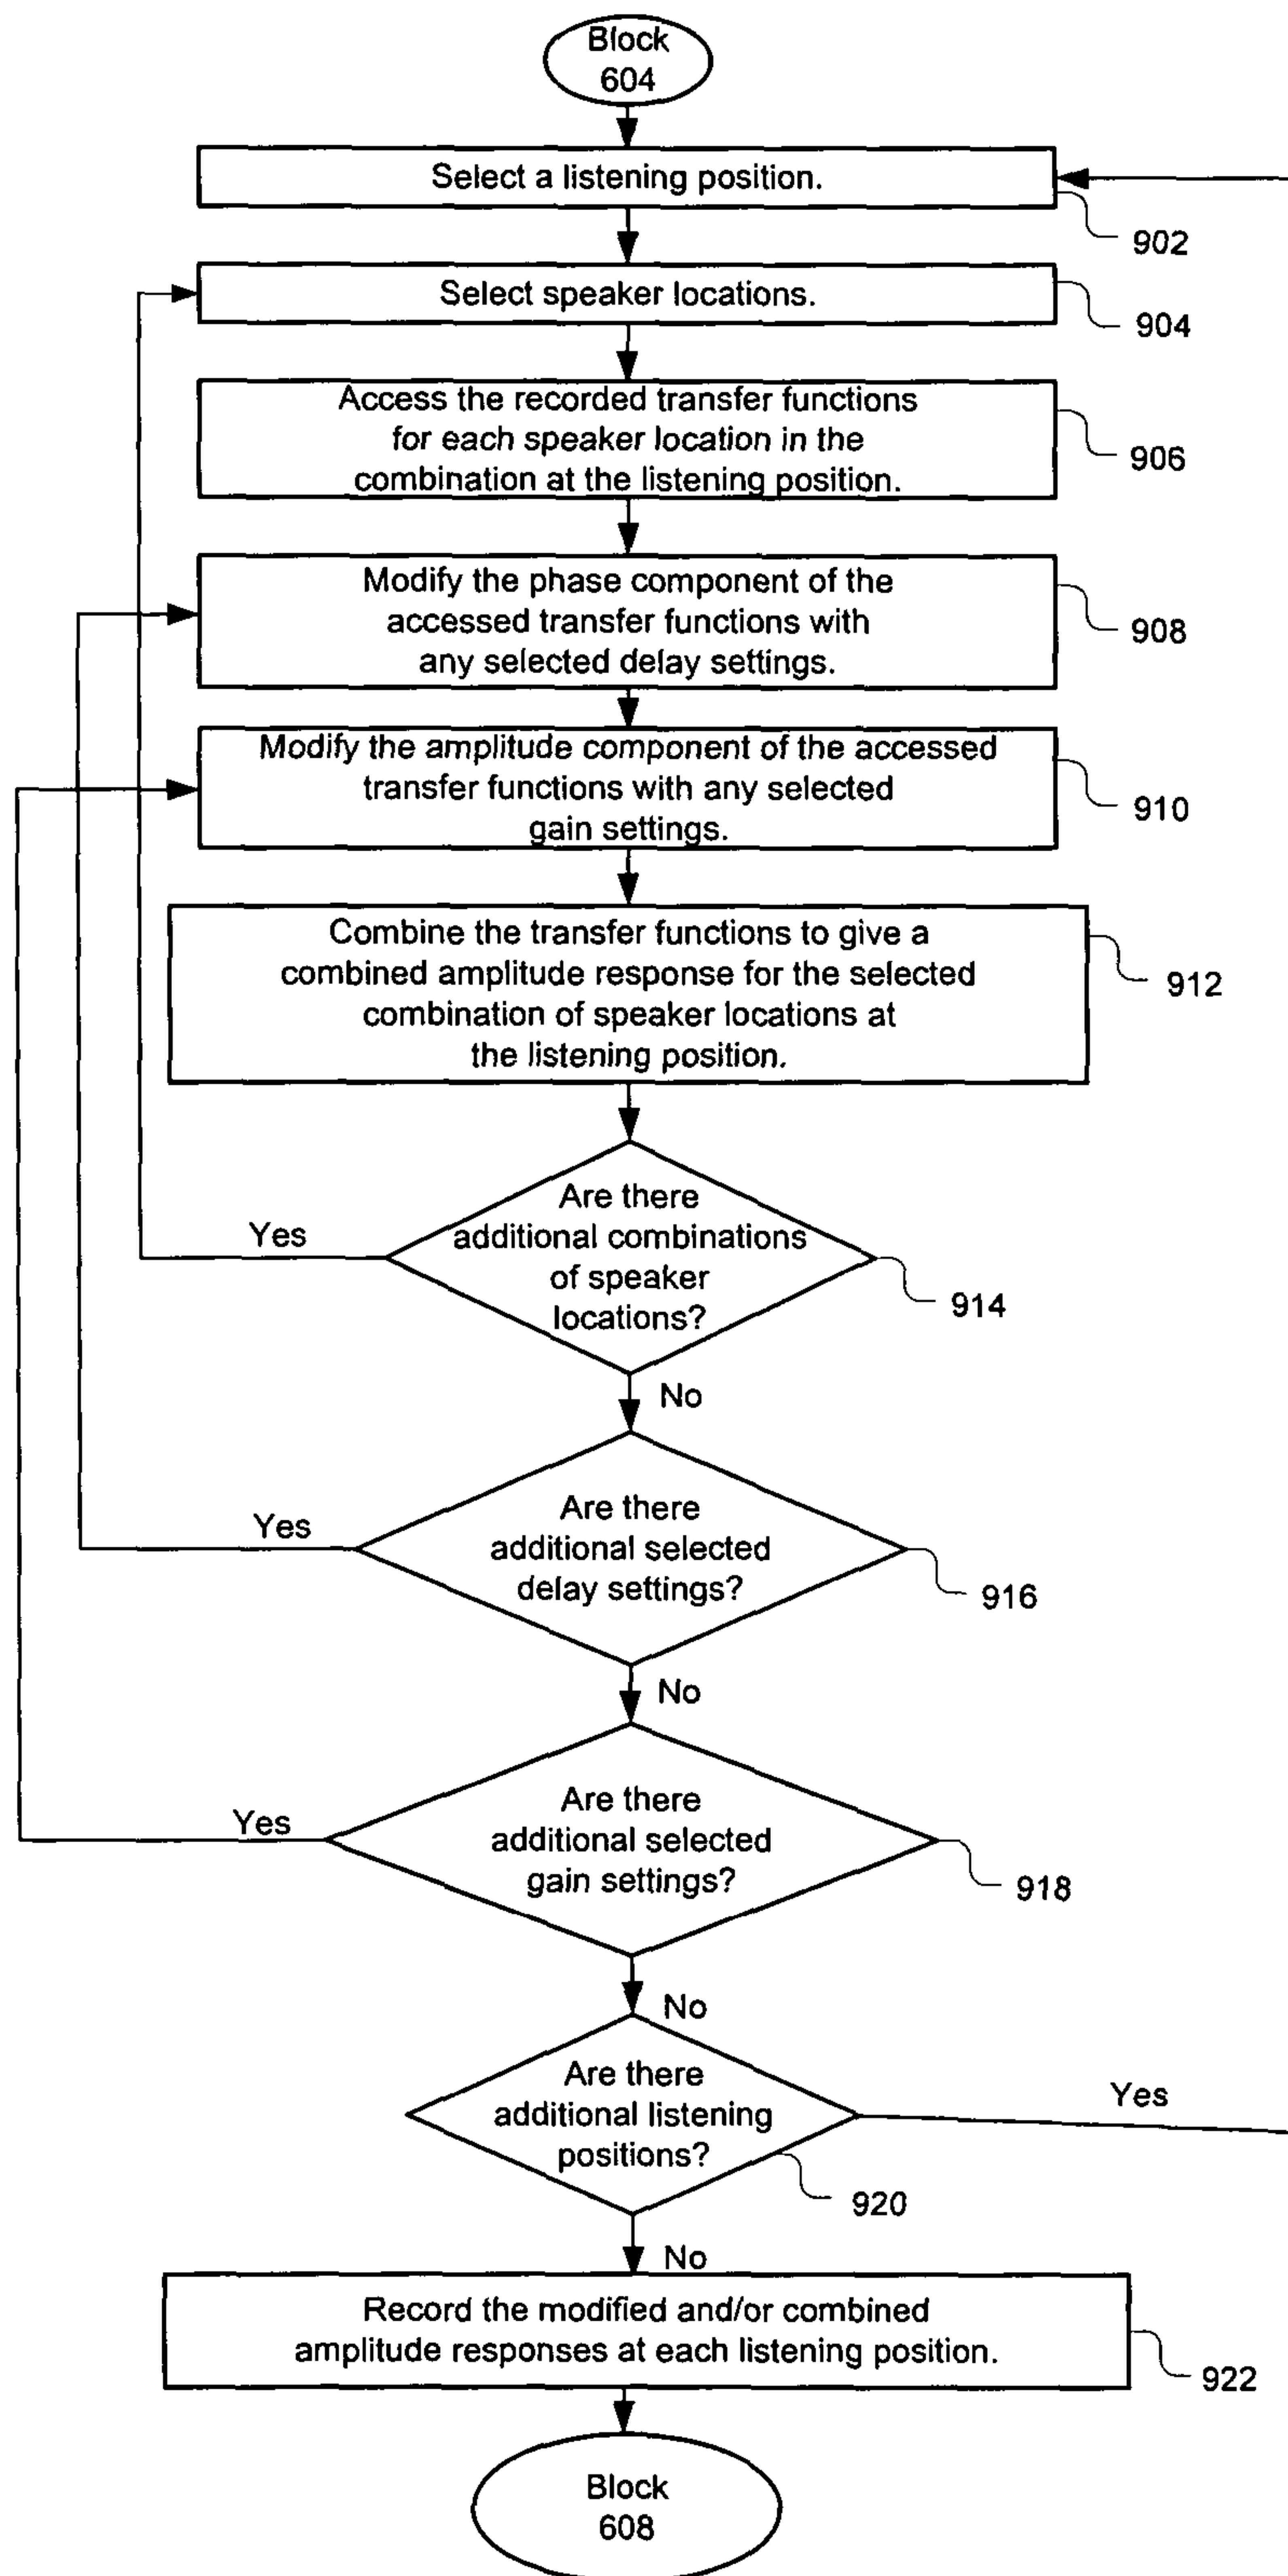 Block
604
Select a listening position.
902
Select speaker locations.
904
Access the recorded transfer functions
for each speaker location in the
combination at the listening position.
906
Modify the phase component of the
accessed transfer functions with
any selected delay settings.
908
Modify the amplitude component of the accessed
transfer functions with any selected
gain settings.
910
Combine the transfer functions to give a
combined amplitude response for the selected
combination of speaker locations at
the listening position.
912
Are there
additional combinations
of speaker
locations?
Yes
914
No
Are there
additional selected
delay settings?
Yes
916
No
Are there
additional selected
gain settings?
Yes
918
No
Are there
additional listening
positions?
Yes
920
No
Record the modified and/or combined
amplitude responses at each listening position.
922
Block
608